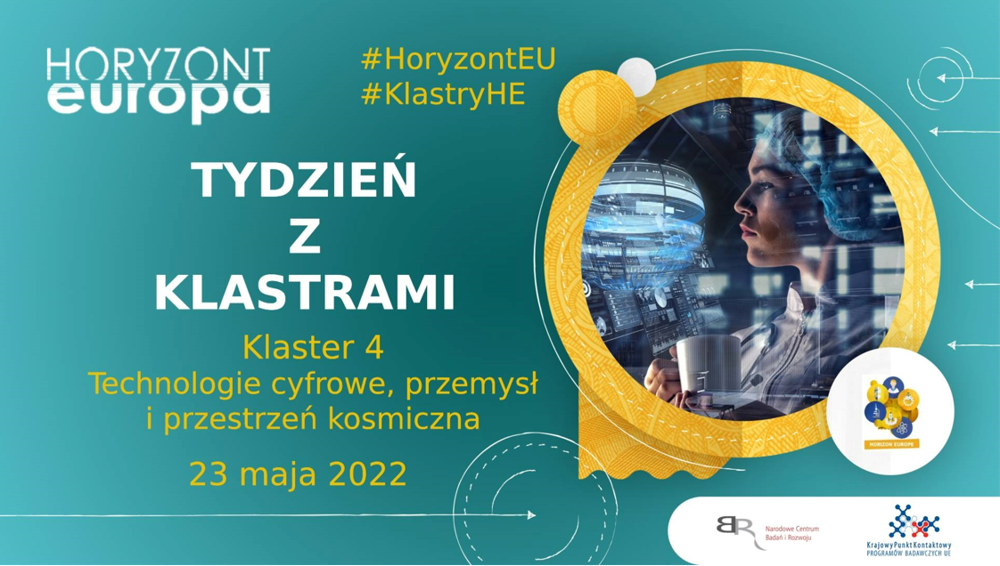 HORYZONT
europa
#HoryzontEU
#KlastryHE
TYDZIEŃ
Z
KLASTRAMI
Klaster 4
Technologie cyfrowe, przemysł
i przestrzeń kosmiczna
23 maja 2022
HORIZON EUROPE
BR
Narodowe Centrum
Badań i Rozwoju
KrajowyPunktKontaktowy
PROGRAMÓW BADAWCZYCH UE